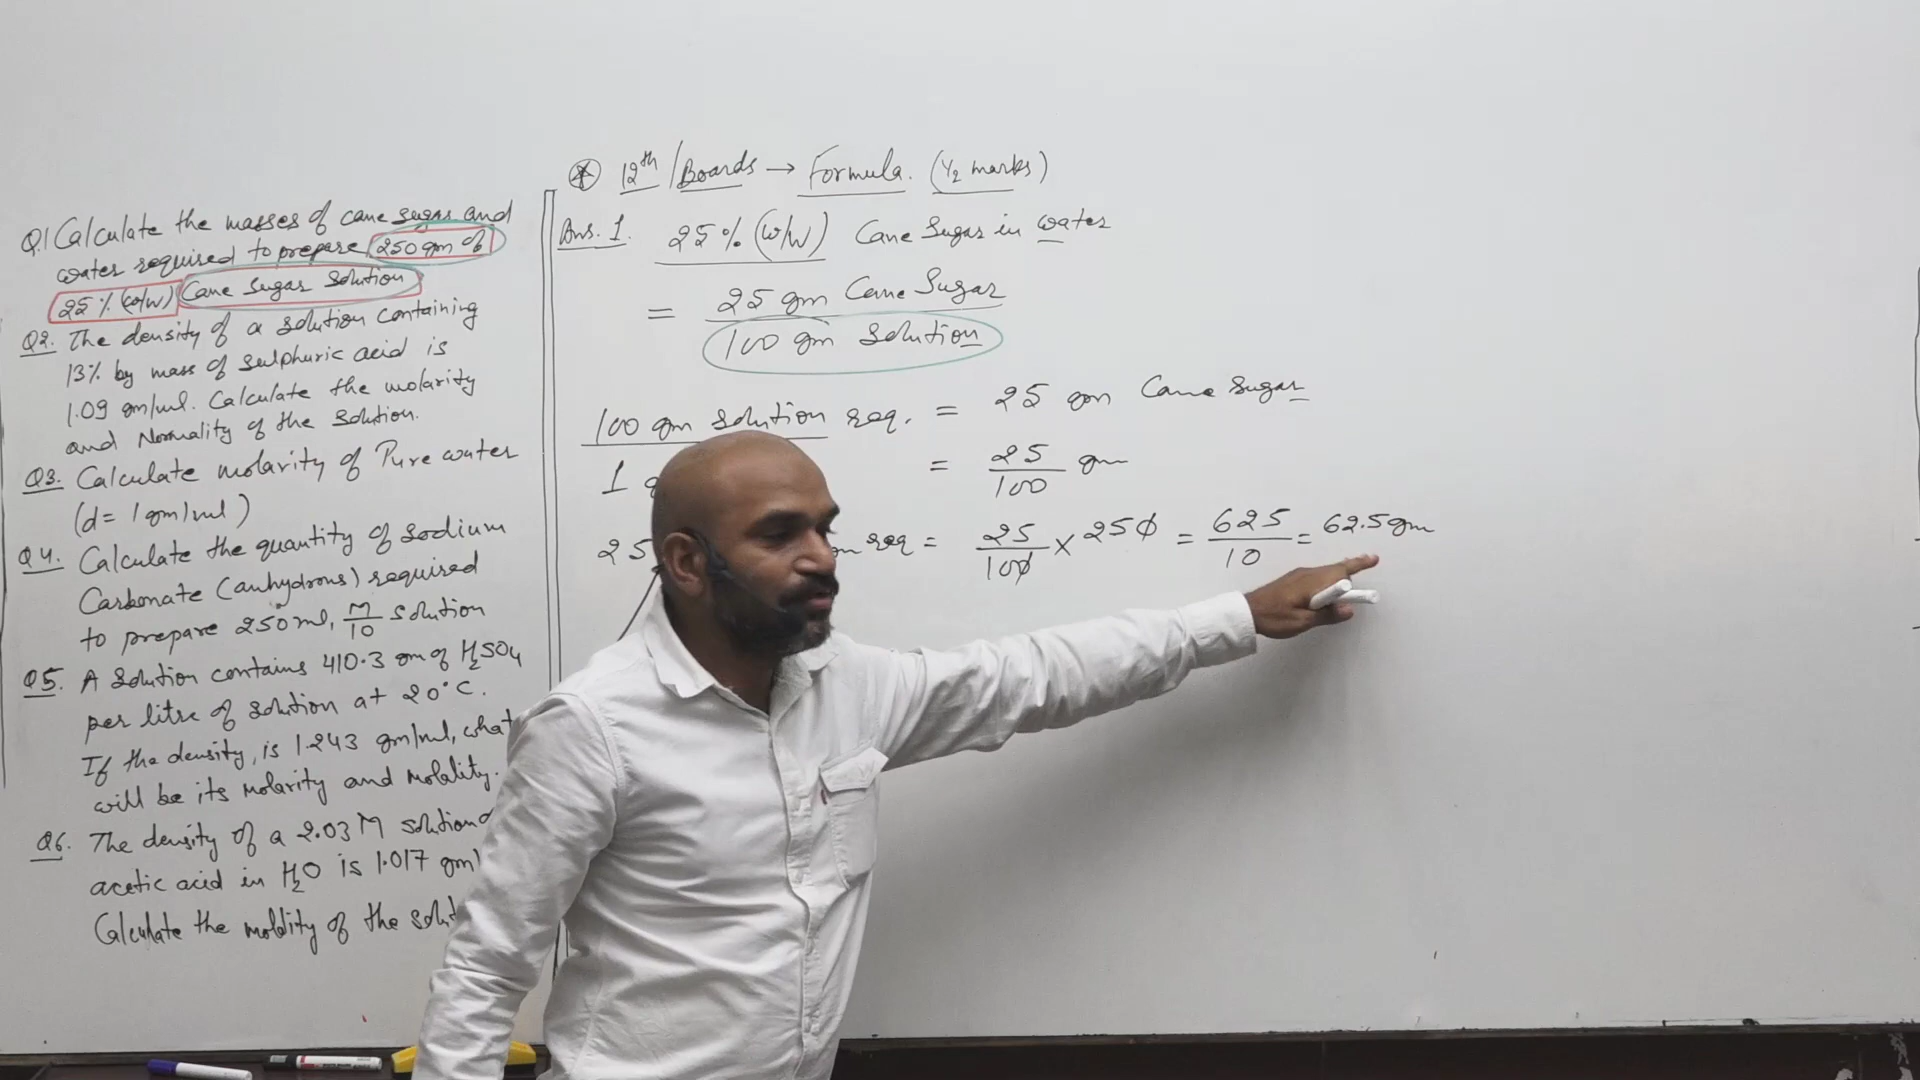 Q.1 Calculate the masses of cane sugar and
water required to prepare 250 gm of
25 % (w/w) Cane Sugar Solution
Q2. The density of a solution containing
13% by mass of sulphuric acid is
1.09 gm/ml. Calculate the molarity
and Normality of the solution.
Q3. Calculate molarity of Pure water
(d = 1 gm/ml)
Q4. Calculate the quantity of Sodium
Carbonate (anhydrous) required
to prepare 250 ml, M/10 solution
Q5. A Solution contains 410.3 gm of H2SO4
per litre of solution at 20°C.
If the density, is 1.243 gm/ml, what
will be its molarity and molality.
Q6. The density of a 2.03 M solution
acetic acid in H2O is 1.017 gm/
Calculate the molality of the
12th / Boards → Formula. (1/2 marks)
Ans. 1. 25 % (w/w) Cane Sugar in water
= 25 gm Cane Sugar
100 gm Solution
100 gm solution req. = 25 gm Cane Sugar
1 = 25/100 gm
25 req = 25/100 × 250 = 625/10 = 62.5 gm